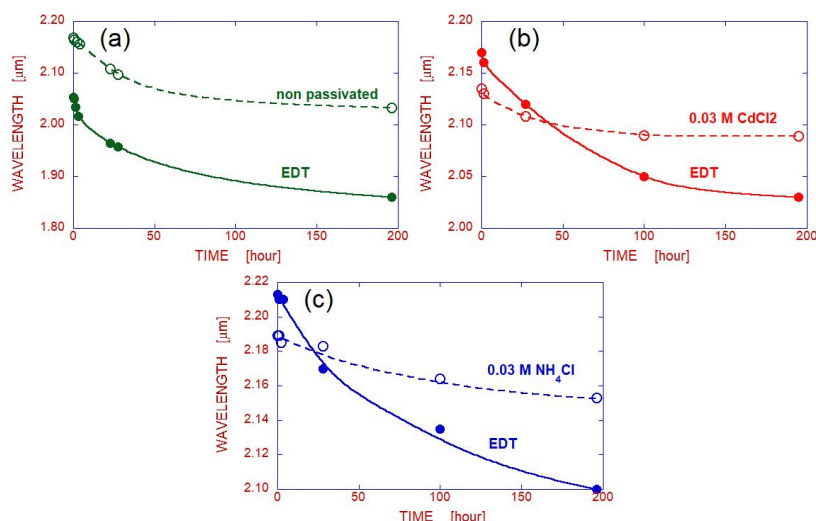 (a)
2.20
2.10
2.00
1.90
1.80
WAVELENGTH [µm]
non passivated
EDT
0 50 100 150 200
TIME [hour]
(b)
2.20
2.15
2.10
2.05
2.00
WAVELENGTH [µm]
0.03 M CdCl2
EDT
0 50 100 150 200
TIME [hour]
(c)
2.22
2.20
2.18
2.16
2.14
2.12
2.10
WAVELENGTH [µm]
0.03 M NH₄Cl
EDT
0 50 100 150 200
TIME [hour]